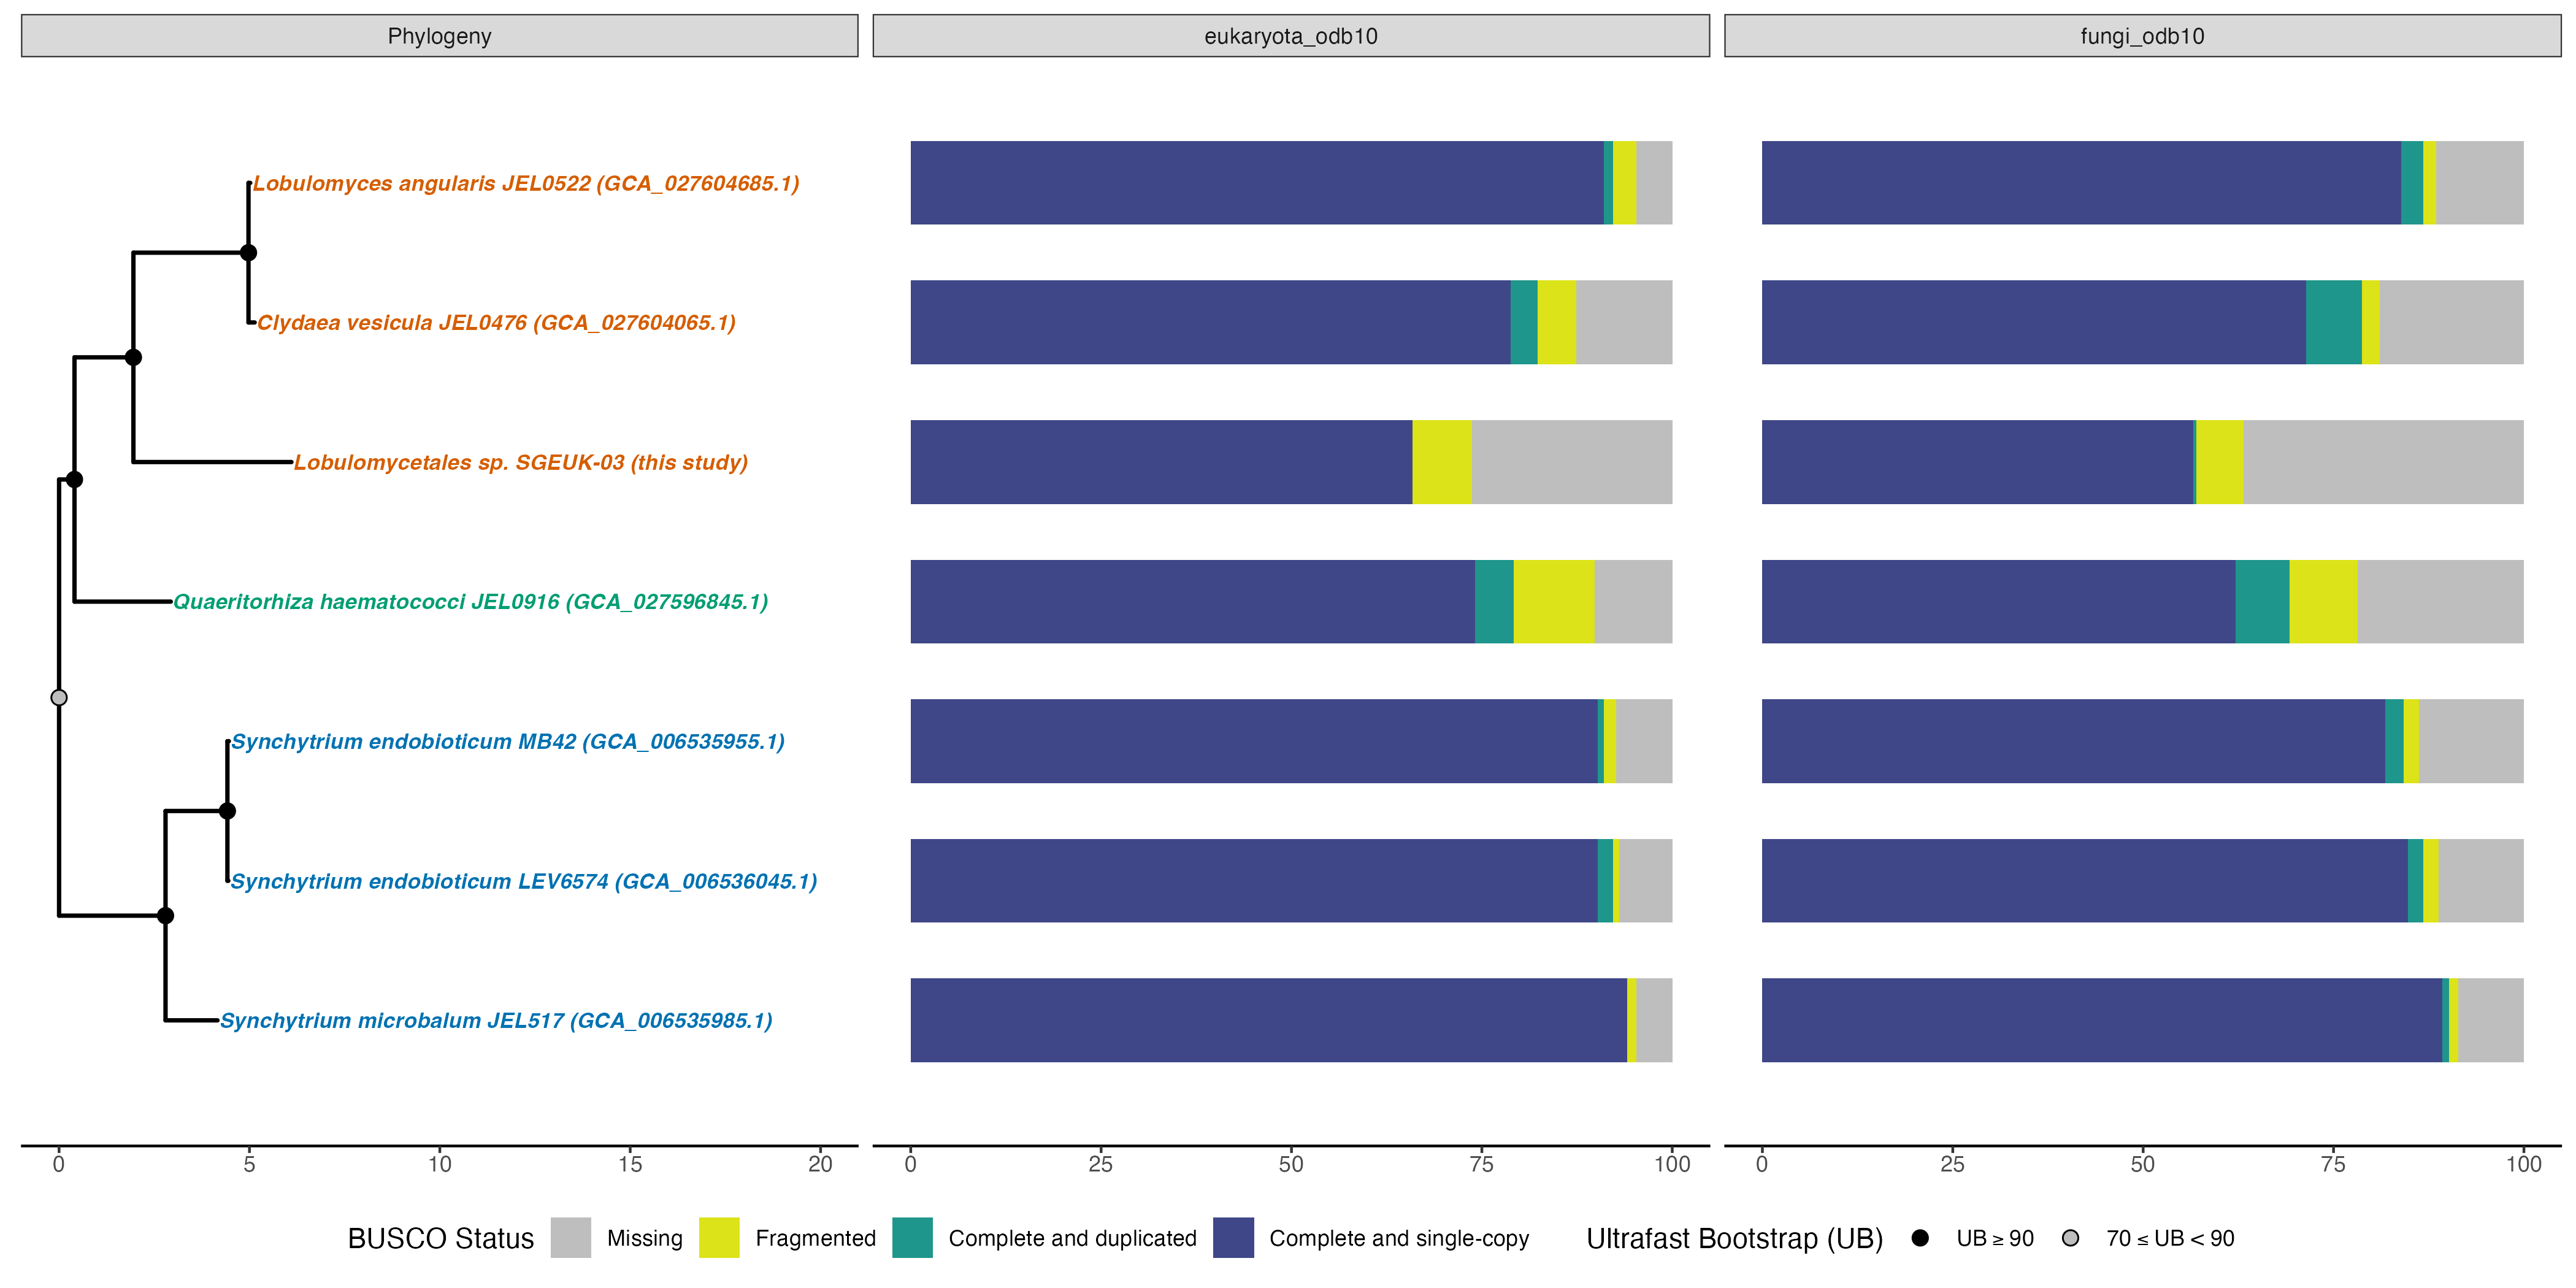 Phylogeny
eukaryota_odb10
fungi_odb10
Lobulomyces angularis JEL0522 (GCA_027604685.1)
Clydaea vesicula JEL0476 (GCA_027604065.1)
Lobulomycetales sp. SGEUK-03 (this study)
Quaeritorhiza haematococci JEL0916 (GCA_027596845.1)
Synchytrium endobioticum MB42 (GCA_006535955.1)
Synchytrium endobioticum LEV6574 (GCA_006536045.1)
Synchytrium microbalum JEL517 (GCA_006535985.1)
0 5 10 15 20
0 25 50 75 100
0 25 50 75 100
BUSCO Status Missing Fragmented Complete and duplicated Complete and single-copy Ultrafast Bootstrap (UB) UB ≥ 90 70 ≤ UB < 90